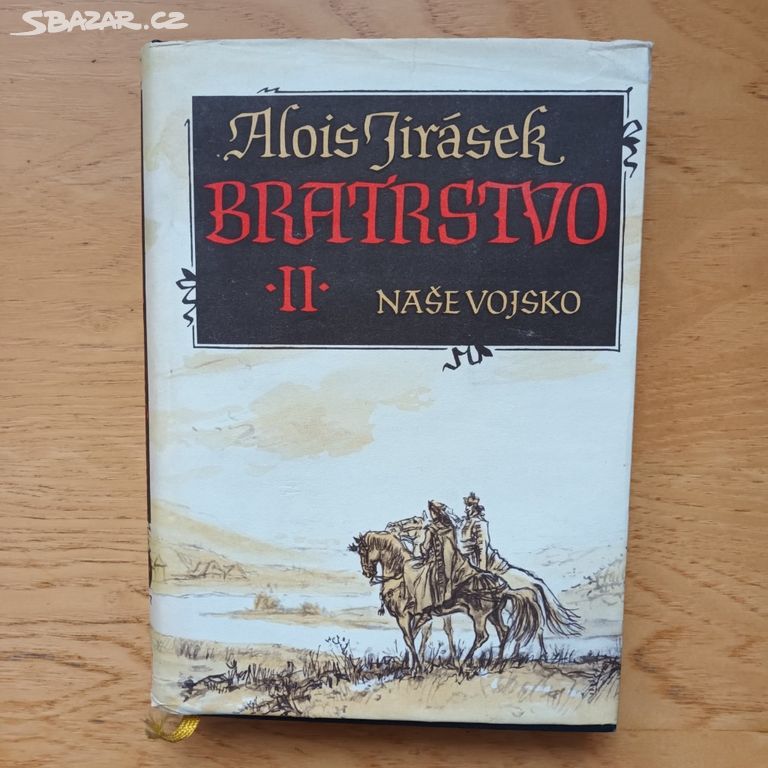 SBAZAR.CZ
Alois Jirásek
BRATRSTVO
·II·
NAŠE VOJSKO